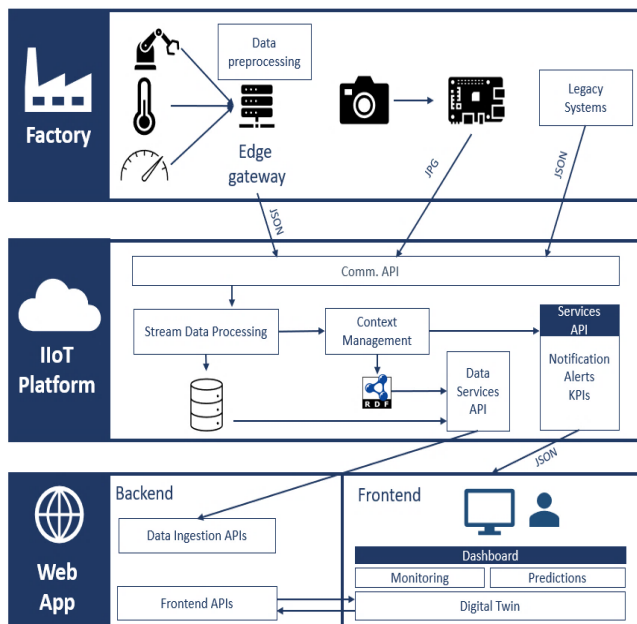 Factory
Data
preprocessing
Edge
gateway
Legacy
Systems
JSON
JPG
JSON
IIoT
Platform
Comm. API
Stream Data Processing
Context
Management
Services
API
Notification
Alerts
KPIs
RDF
Data
Services
API
JSON
Web
App
Backend
Data Ingestion APIs
Frontend APIs
Frontend
Dashboard
Monitoring
Predictions
Digital Twin